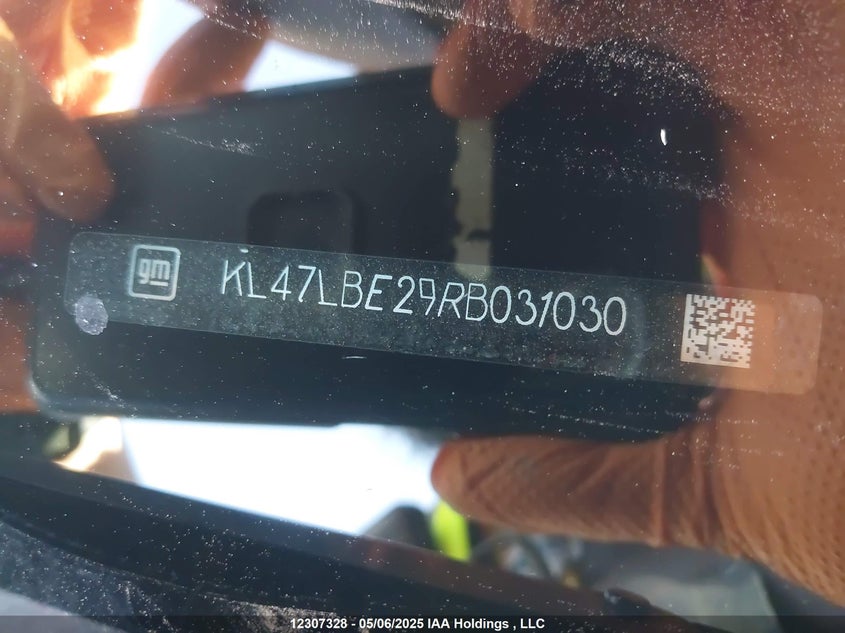 gm KL47LBE29RB031030
12307328 - 05/06/2025 IAA Holdings , LLC